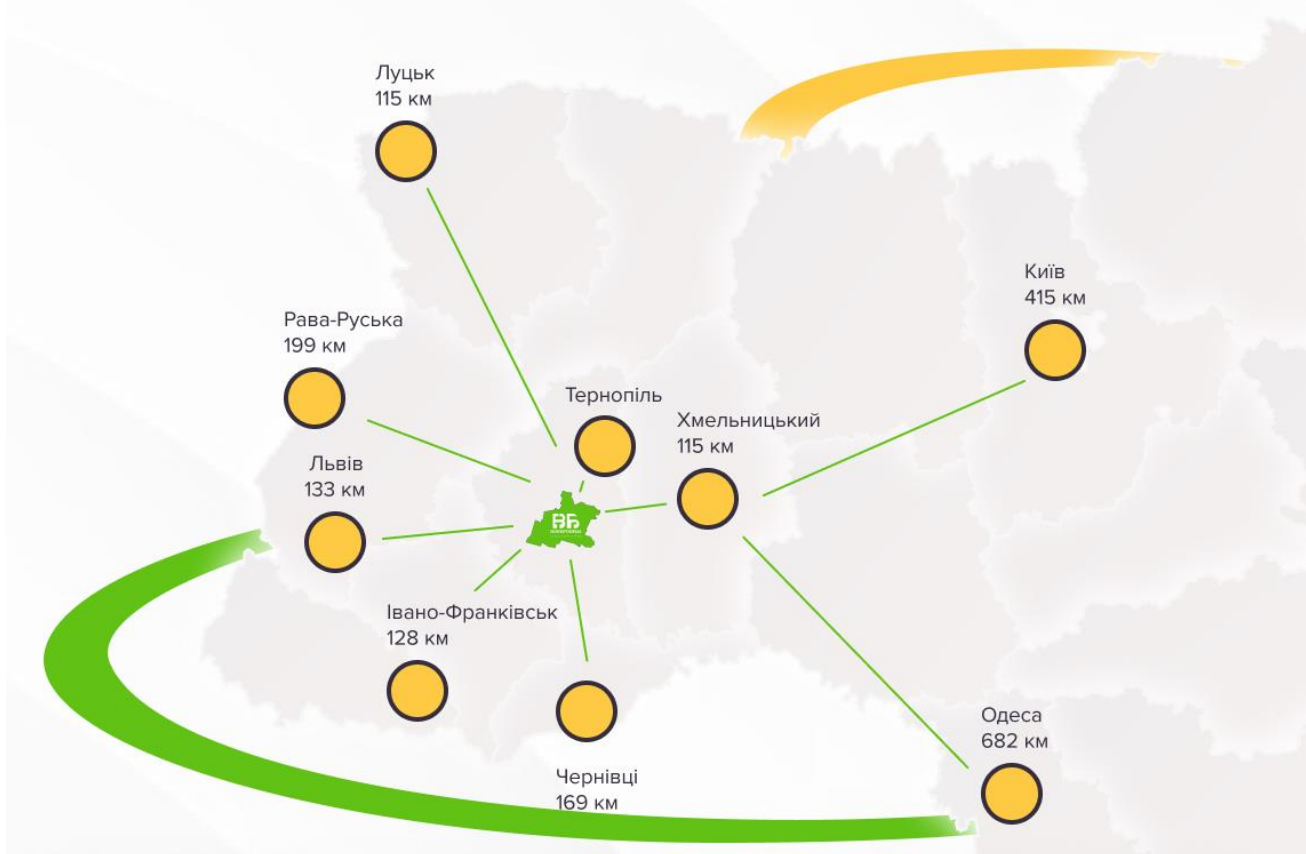 Луцьк
115 км
Київ
415 км
Рава-Руська
199 км
Тернопіль
Хмельницький
115 км
Львів
133 км
ВБ
Івано-Франківськ
128 км
Одеса
682 км
Чернівці
169 км